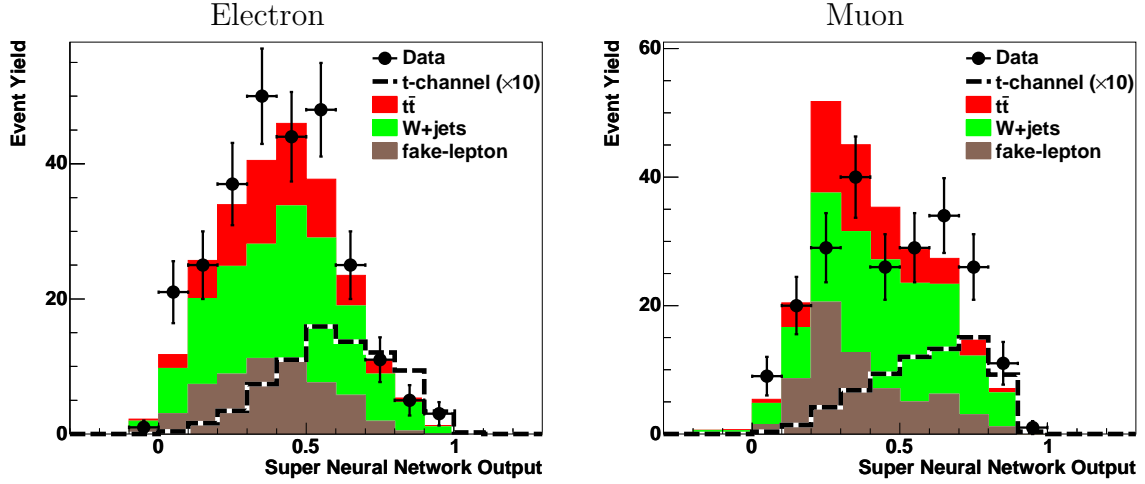 Electron
Event Yield
40
20
0
Data
t-channel (×10)
tt̄
W+jets
fake-lepton
0 0.5 1
Super Neural Network Output
Muon
Event Yield
60
40
20
0
Data
t-channel (×10)
tt̄
W+jets
fake-lepton
0 0.5 1
Super Neural Network Output